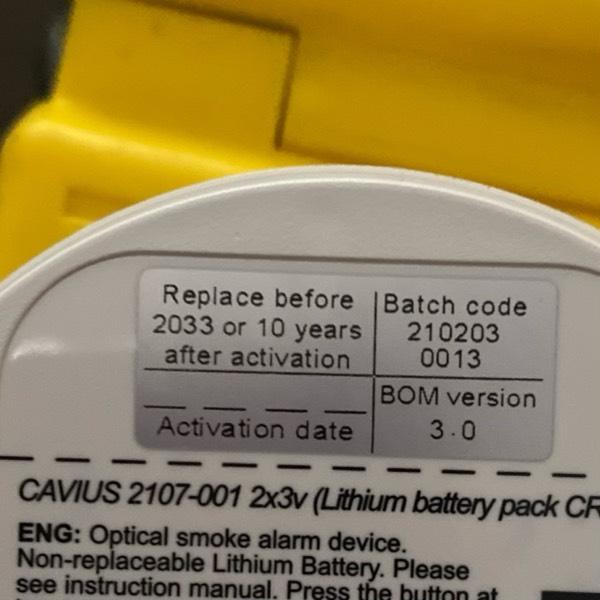 Replace before
2033 or 10 years
after activation
Batch code
210203
0013
Activation date
BOM version
3.0
CAVIUS 2107-001 2x3v (Lithium battery pack CR
ENG: Optical smoke alarm device.
Non-replaceable Lithium Battery. Please
see instruction manual. Press the button at